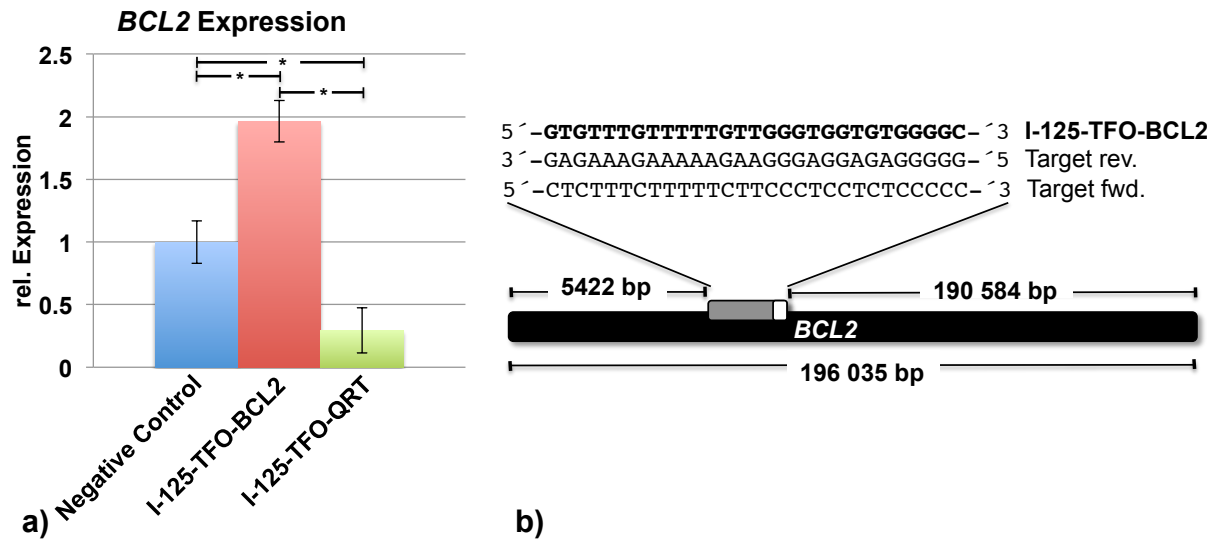 BCL2 Expression
2.5
2
1.5
1
0.5
0
rel. Expression
*
*
*
Negative Control
I-125-TFO-BCL2
I-125-TFO-QRT
a)
5´-GTGTTTGTTTTTGTTGGGTGGTGTGGGGC-´3 I-125-TFO-BCL2
3´-GAGAAAGAAAAAGAAGGGAGGAGAGGGGG-´5 Target rev.
5´-CTCTTTCTTTTTCTTCCCTCCTCTCCCCC-´3 Target fwd.
5422 bp
190 584 bp
BCL2
196 035 bp
b)